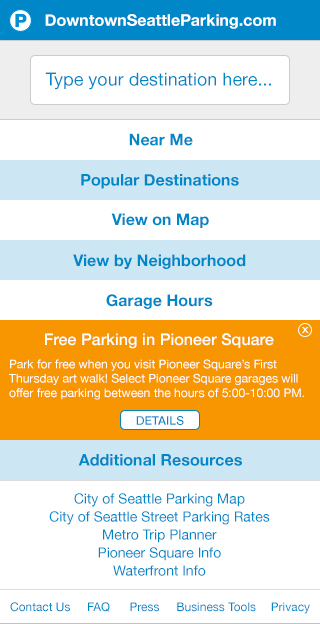 P DowntownSeattleParking.com
Type your destination here...
Near Me
Popular Destinations
View on Map
View by Neighborhood
Garage Hours
X
Free Parking in Pioneer Square
Park for free when you visit Pioneer Square's First
Thursday art walk! Select Pioneer Square garages will
offer free parking between the hours of 5:00-10:00 PM.
DETAILS
Additional Resources
City of Seattle Parking Map
City of Seattle Street Parking Rates
Metro Trip Planner
Pioneer Square Info
Waterfront Info
Contact Us FAQ Press Business Tools Privacy